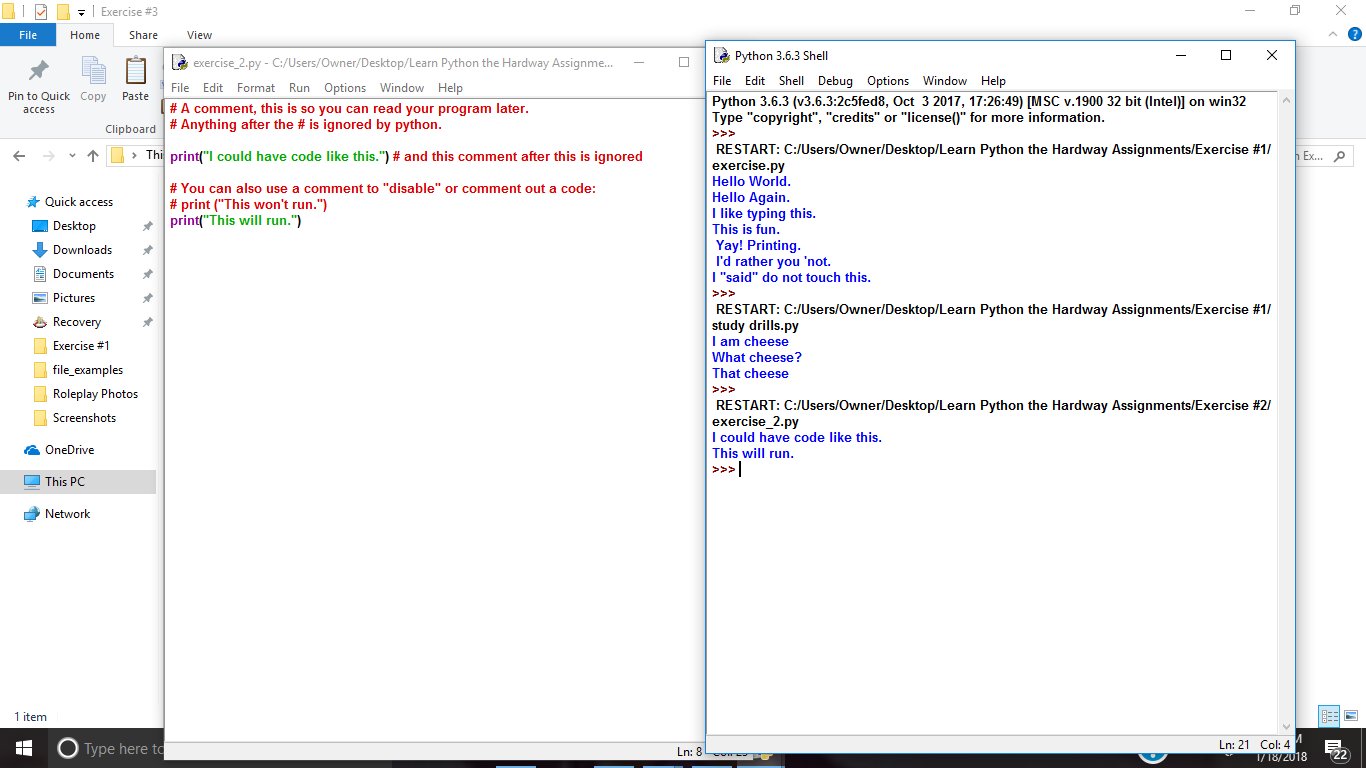 Exercise #3
File Home Share View
Pin to Quick access
Copy
Paste
Clipboard
Thi
n Ex...
Quick access
Desktop
Downloads
Documents
Pictures
Recovery
Exercise #1
file_examples
Roleplay Photos
Screenshots
OneDrive
This PC
Network
1 item
exercise_2.py - C:/Users/Owner/Desktop/Learn Python the Hardway Assignme...
File Edit Format Run Options Window Help
# A comment, this is so you can read your program later.
# Anything after the # is ignored by python.
print("I could have code like this.") # and this comment after this is ignored
# You can also use a comment to "disable" or comment out a code:
# print ("This won't run.")
print("This will run.")
Ln: 8
Python 3.6.3 Shell
File Edit Shell Debug Options Window Help
Python 3.6.3 (v3.6.3:2c5fed8, Oct  3 2017, 17:26:49) [MSC v.1900 32 bit (Intel)] on win32
Type "copyright", "credits" or "license()" for more information.
>>>
 RESTART: C:/Users/Owner/Desktop/Learn Python the Hardway Assignments/Exercise #1/
exercise.py
Hello World.
Hello Again.
I like typing this.
This is fun.
 Yay! Printing.
 I'd rather you 'not.
I "said" do not touch this.
>>>
 RESTART: C:/Users/Owner/Desktop/Learn Python the Hardway Assignments/Exercise #1/
study drills.py
I am cheese
What cheese?
That cheese
>>>
 RESTART: C:/Users/Owner/Desktop/Learn Python the Hardway Assignments/Exercise #2/
exercise_2.py
I could have code like this.
This will run.
>>>
Ln: 21 Col: 4
Type here to
M
1/18/2018
22